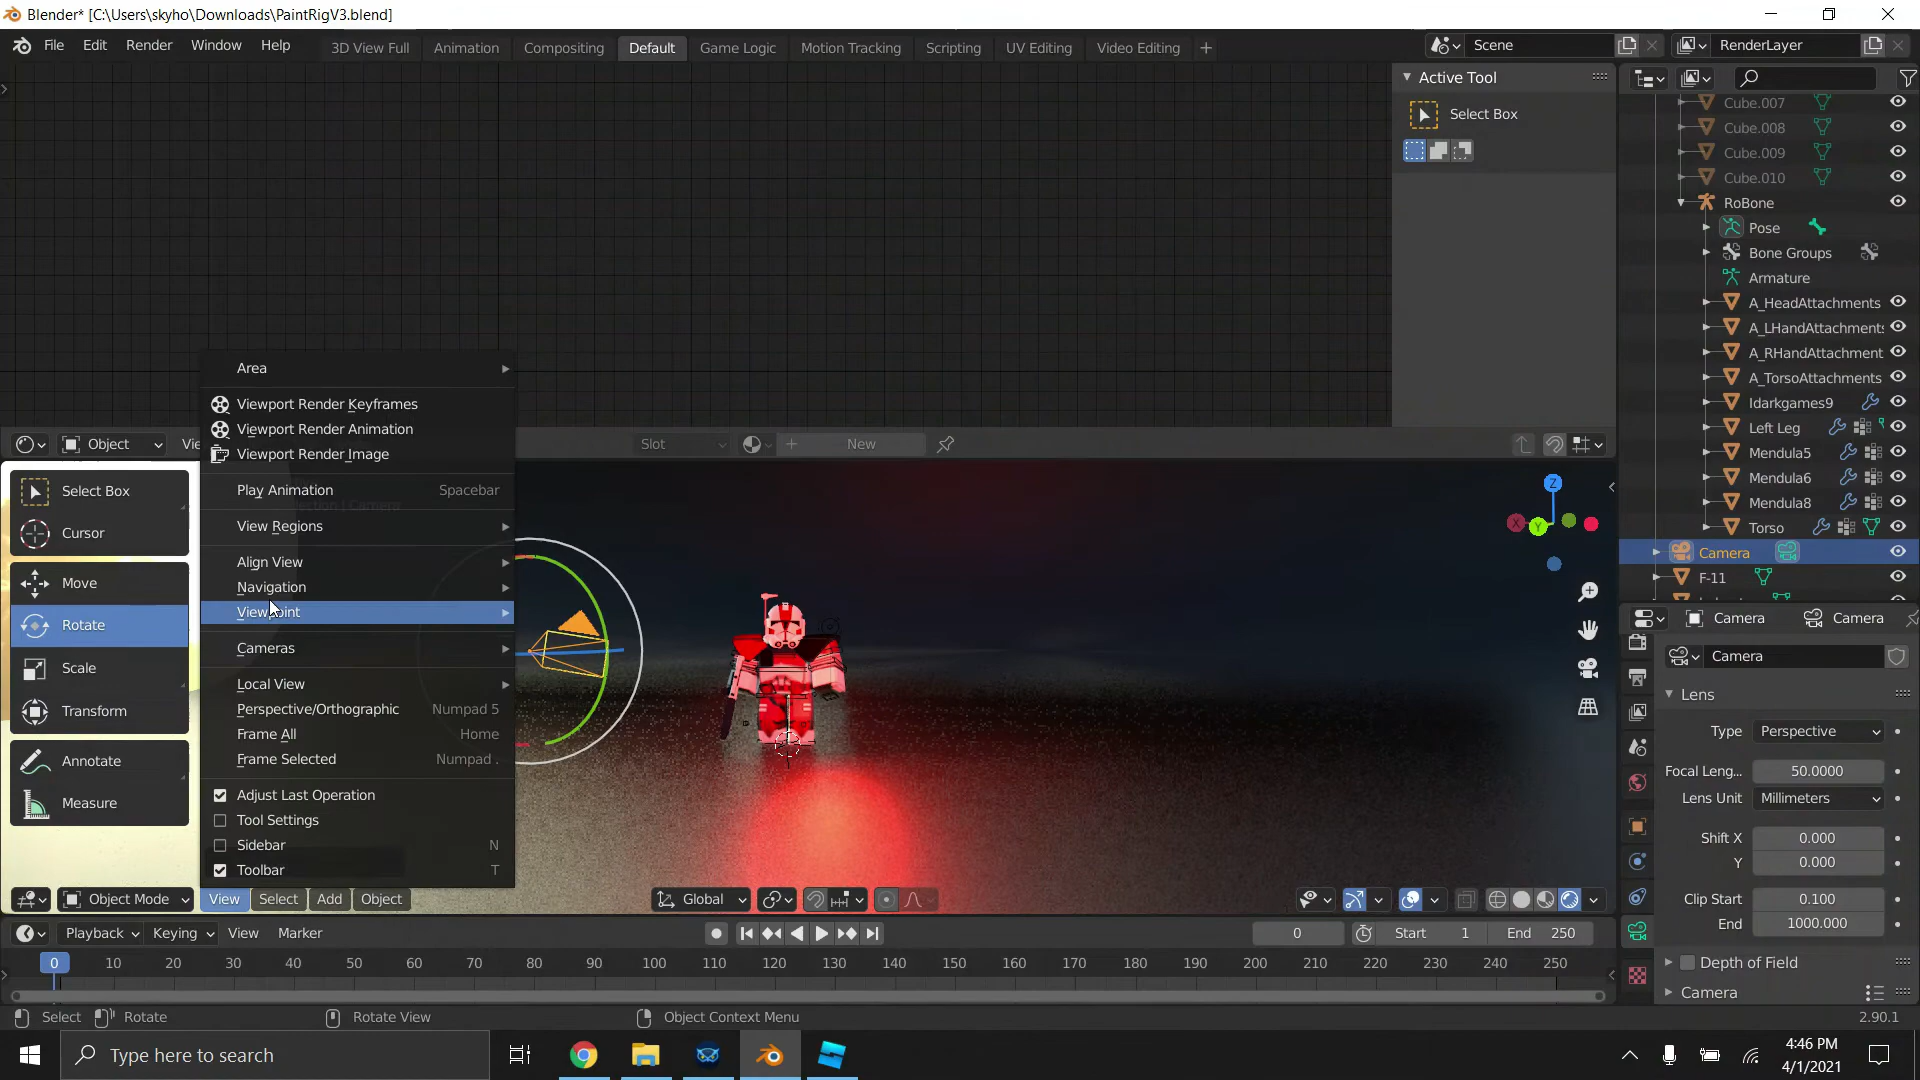 Blender* [C:\Users\skyho\Downloads\PaintRigV3.blend]
File Edit Render Window Help 3D View Full Animation Compositing Default Game Logic Motion Tracking Scripting UV Editing Video Editing + Scene RenderLayer
Active Tool
Select Box
Cube.007
Cube.008
Cube.009
Cube.010
RoBone
Pose
Bone Groups
Armature
A_HeadAttachments
A_LHandAttachments
A_RHandAttachment
A_TorsoAttachments
Idarkgames9
Left Leg
Mendula5
Mendula6
Mendula8
Torso
Camera
F-11
Object Vi Slot New
Select Box
Cursor
Move
Rotate
Scale
Transform
Annotate
Measure
Area
Viewport Render Keyframes
Viewport Render Animation
Viewport Render Image
Play Animation Spacebar
View Regions
Align View
Navigation
Viewpoint
Cameras
Local View
Perspective/Orthographic Numpad 5
Frame All Home
Frame Selected Numpad .
Adjust Last Operation
Tool Settings
Sidebar N
Toolbar T
X Y Z
Camera Camera
Camera
Lens
Type Perspective
Focal Leng... 50.0000
Lens Unit Millimeters
Shift X 0.000
Y 0.000
Clip Start 0.100
End 1000.000
Depth of Field
Camera
Object Mode View Select Add Object Global
Playback Keying View Marker 0 Start 1 End 250
0 10 20 30 40 50 60 70 80 90 100 110 120 130 140 150 160 170 180 190 200 210 220 230 240 250
Select Rotate Rotate View Object Context Menu 2.90.1
Type here to search
4:46 PM
4/1/2021